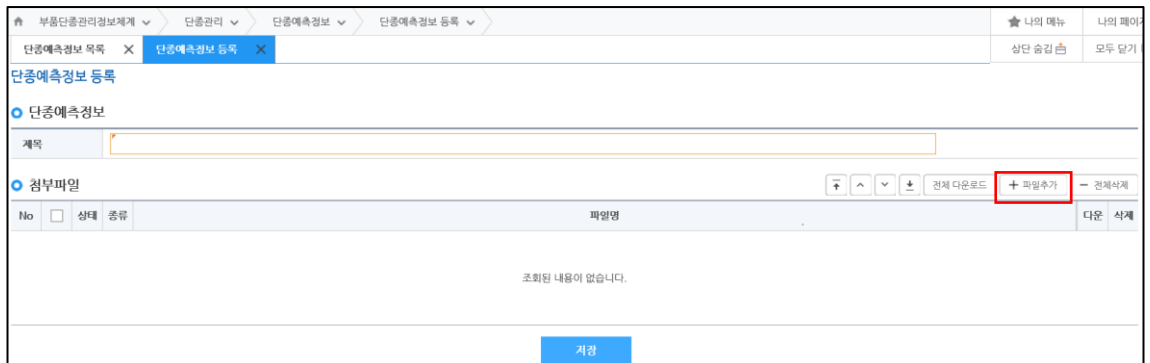 부품단종관리정보체계 단종관리 단종예측정보 단종예측정보 등록 나의 메뉴 나의 페이지
단종예측정보 목록 단종예측정보 등록 상단 숨김 모두 닫기
단종예측정보 등록
단종예측정보
제목
첨부파일 전체 다운로드 + 파일추가 - 전체삭제
No 상태 종류 파일명 다운 삭제
조회된 내용이 없습니다.
저장